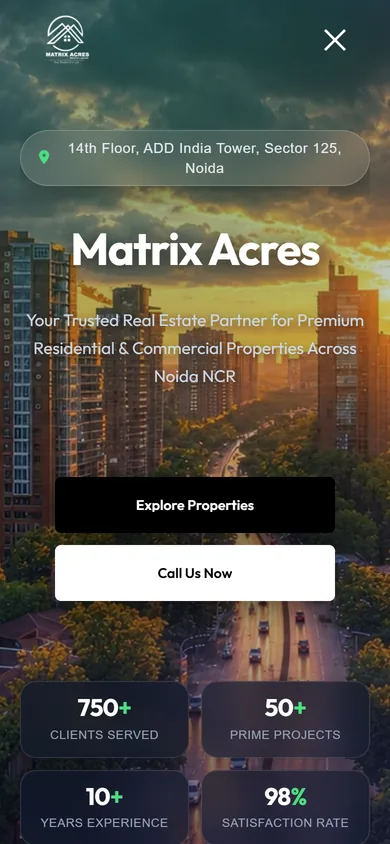 MATRIX ACRES
14th Floor, ADD India Tower, Sector 125,
Noida
Matrix Acres
Your Trusted Real Estate Partner for Premium
Residential & Commercial Properties Across
Noida NCR
Explore Properties
Call Us Now
750+
CLIENTS SERVED
50+
PRIME PROJECTS
10+
YEARS EXPERIENCE
98%
SATISFACTION RATE